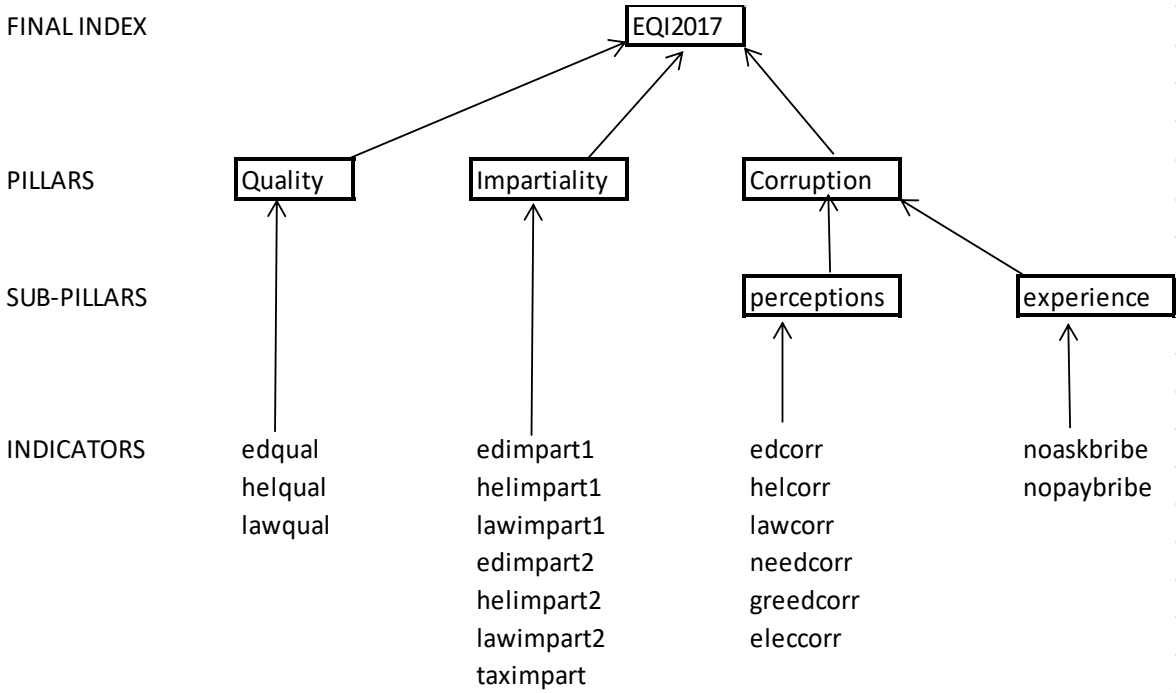 FINAL INDEX EQI2017
PILLARS Quality Impartiality Corruption
SUB-PILLARS perceptions experience
INDICATORS edqual edimpart1 edcorr noaskbribe
helqual helimpart1 helcorr nopaybribe
lawqual lawimpart1 lawcorr
edimpart2 needcorr
helimpart2 greedcorr
lawimpart2 eleccorr
taximpart